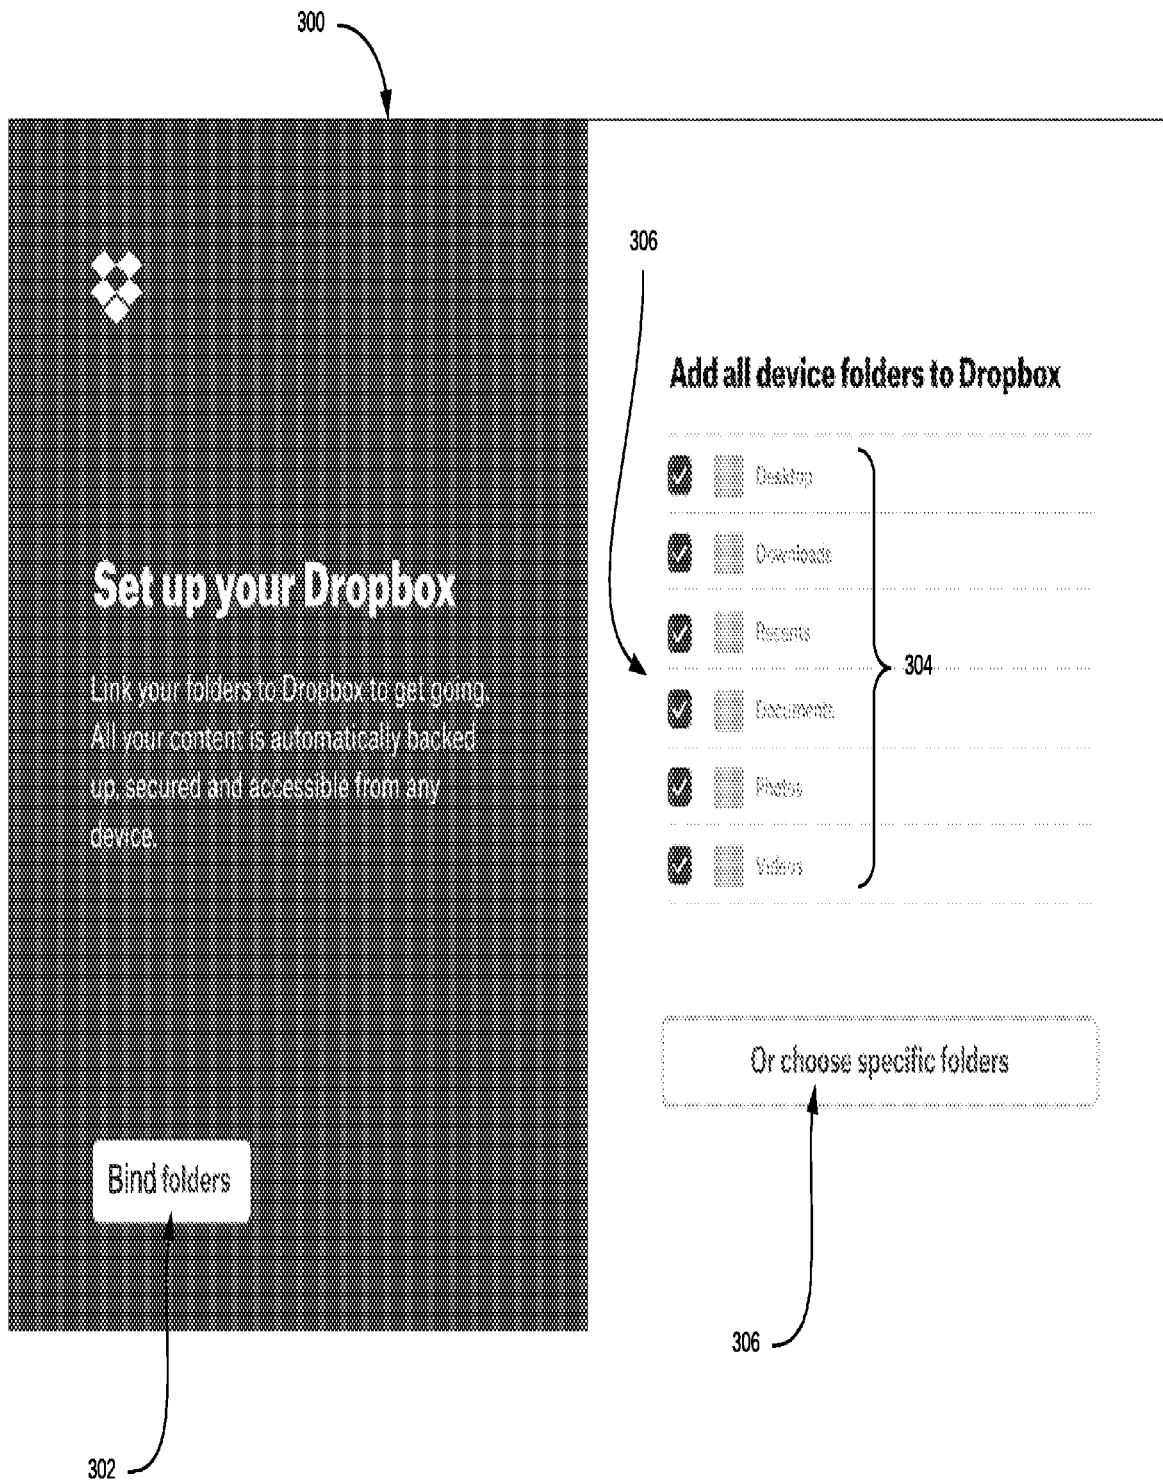 300
306
Add all device folders to Dropbox
Desktop
Downloads
Recents
304
Documents
Photos
Videos
Set up your Dropbox
Link your folders to Dropbox to get going.
All your content is automatically backed
up, secured and accessible from any
device.
Or choose specific folders
Bind folders
306
302